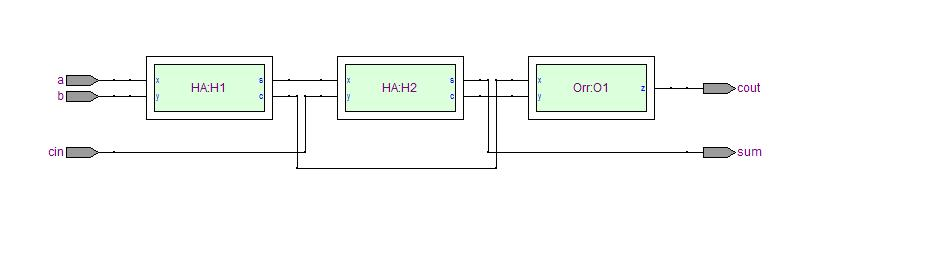 a x HA:H1 s x HA:H2 s x Orr:O1 z cout
b y c y c y
cin sum